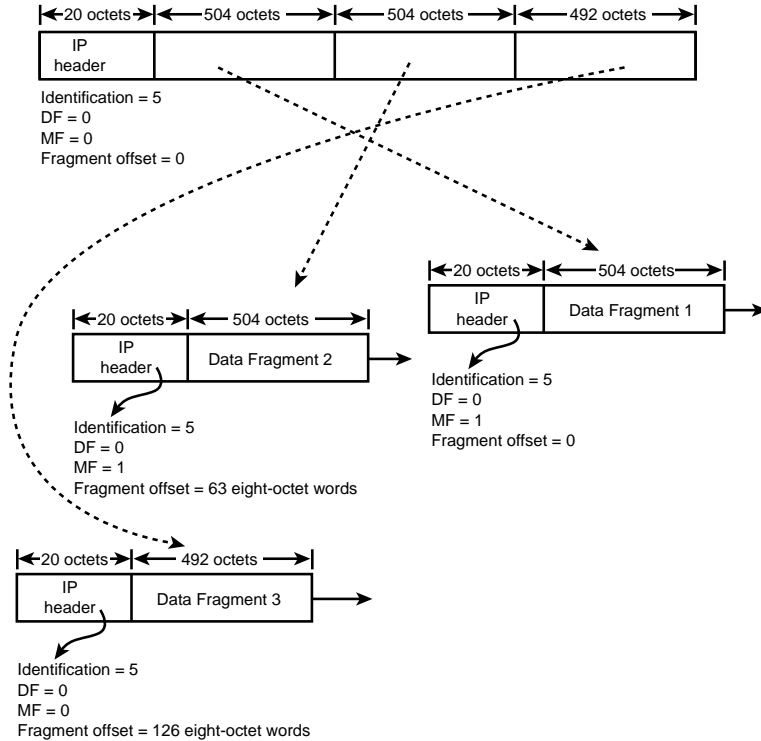 20 octets 504 octets 504 octets 492 octets
IP
header
Identification = 5
DF = 0
MF = 0
Fragment offset = 0
20 octets 504 octets
IP
header
Data Fragment 1
Identification = 5
DF = 0
MF = 1
Fragment offset = 0
20 octets 504 octets
IP
header
Data Fragment 2
Identification = 5
DF = 0
MF = 1
Fragment offset = 63 eight-octet words
20 octets 492 octets
IP
header
Data Fragment 3
Identification = 5
DF = 0
MF = 0
Fragment offset = 126 eight-octet words